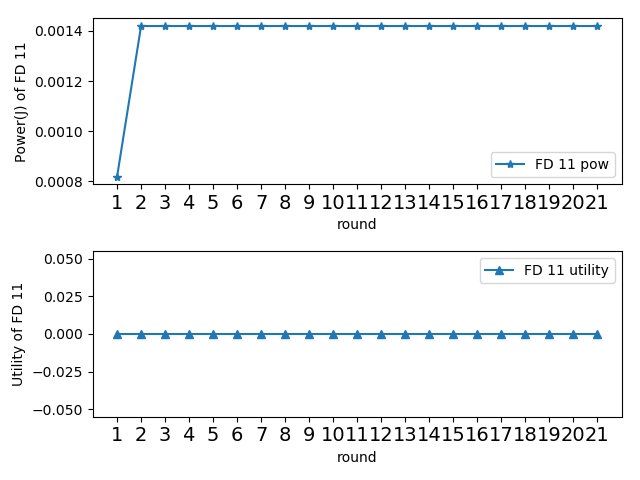 Power(J) of FD 11
0.0014
0.0012
0.0010
0.0008
FD 11 pow
1 2 3 4 5 6 7 8 9 10 11 12 13 14 15 16 17 18 19 20 21
round
Utility of FD 11
0.050
0.025
0.000
−0.025
−0.050
FD 11 utility
1 2 3 4 5 6 7 8 9 10 11 12 13 14 15 16 17 18 19 20 21
round